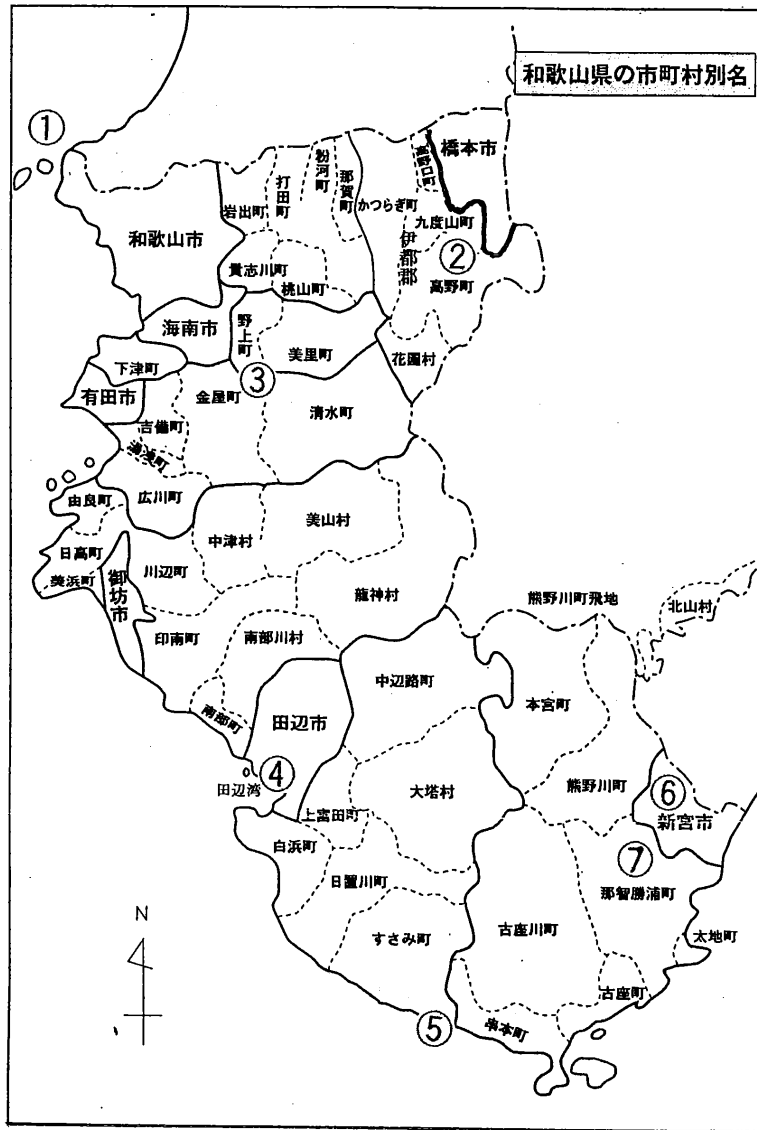 和歌山県の市町村別名
①
橋本市
高野口町
粉河町
那賀町
打田町
かつらぎ町
岩出町
九度山町
和歌山市
伊都郡
②
貴志川町
高野町
桃山町
海南市
野上町
美里町
花園村
下津町
③
有田市
金屋町
清水町
吉備町
湯浅町
由良町
広川町
美山村
中津村
日高町
川辺町
美浜町
御坊市
龍神村
熊野川町飛地
北山村
印南町
南部川村
中辺路町
本宮町
南部町
田辺市
④
田辺湾
大塔村
熊野川町
⑥
上富田町
新宮市
白浜町
⑦
日置川町
那智勝浦町
N
すさみ町
古座川町
太地町
古座町
⑤
串本町